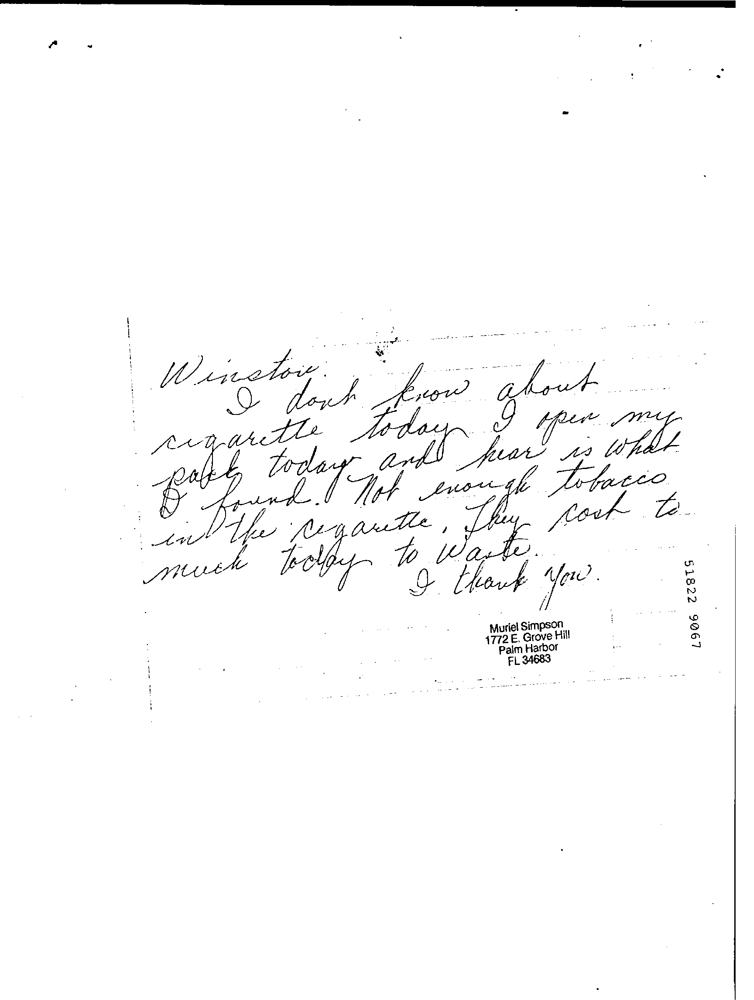 Winston.
I dont know about
cigarette today I open my
pack today and hear is what
I found. Not enough tobacco
in the cegarette. They cost to
much today to waste.
I thank you.
Muriel Simpson
1772 E. Grove Hill
Palm Harbor
FL 34683
51822 9067